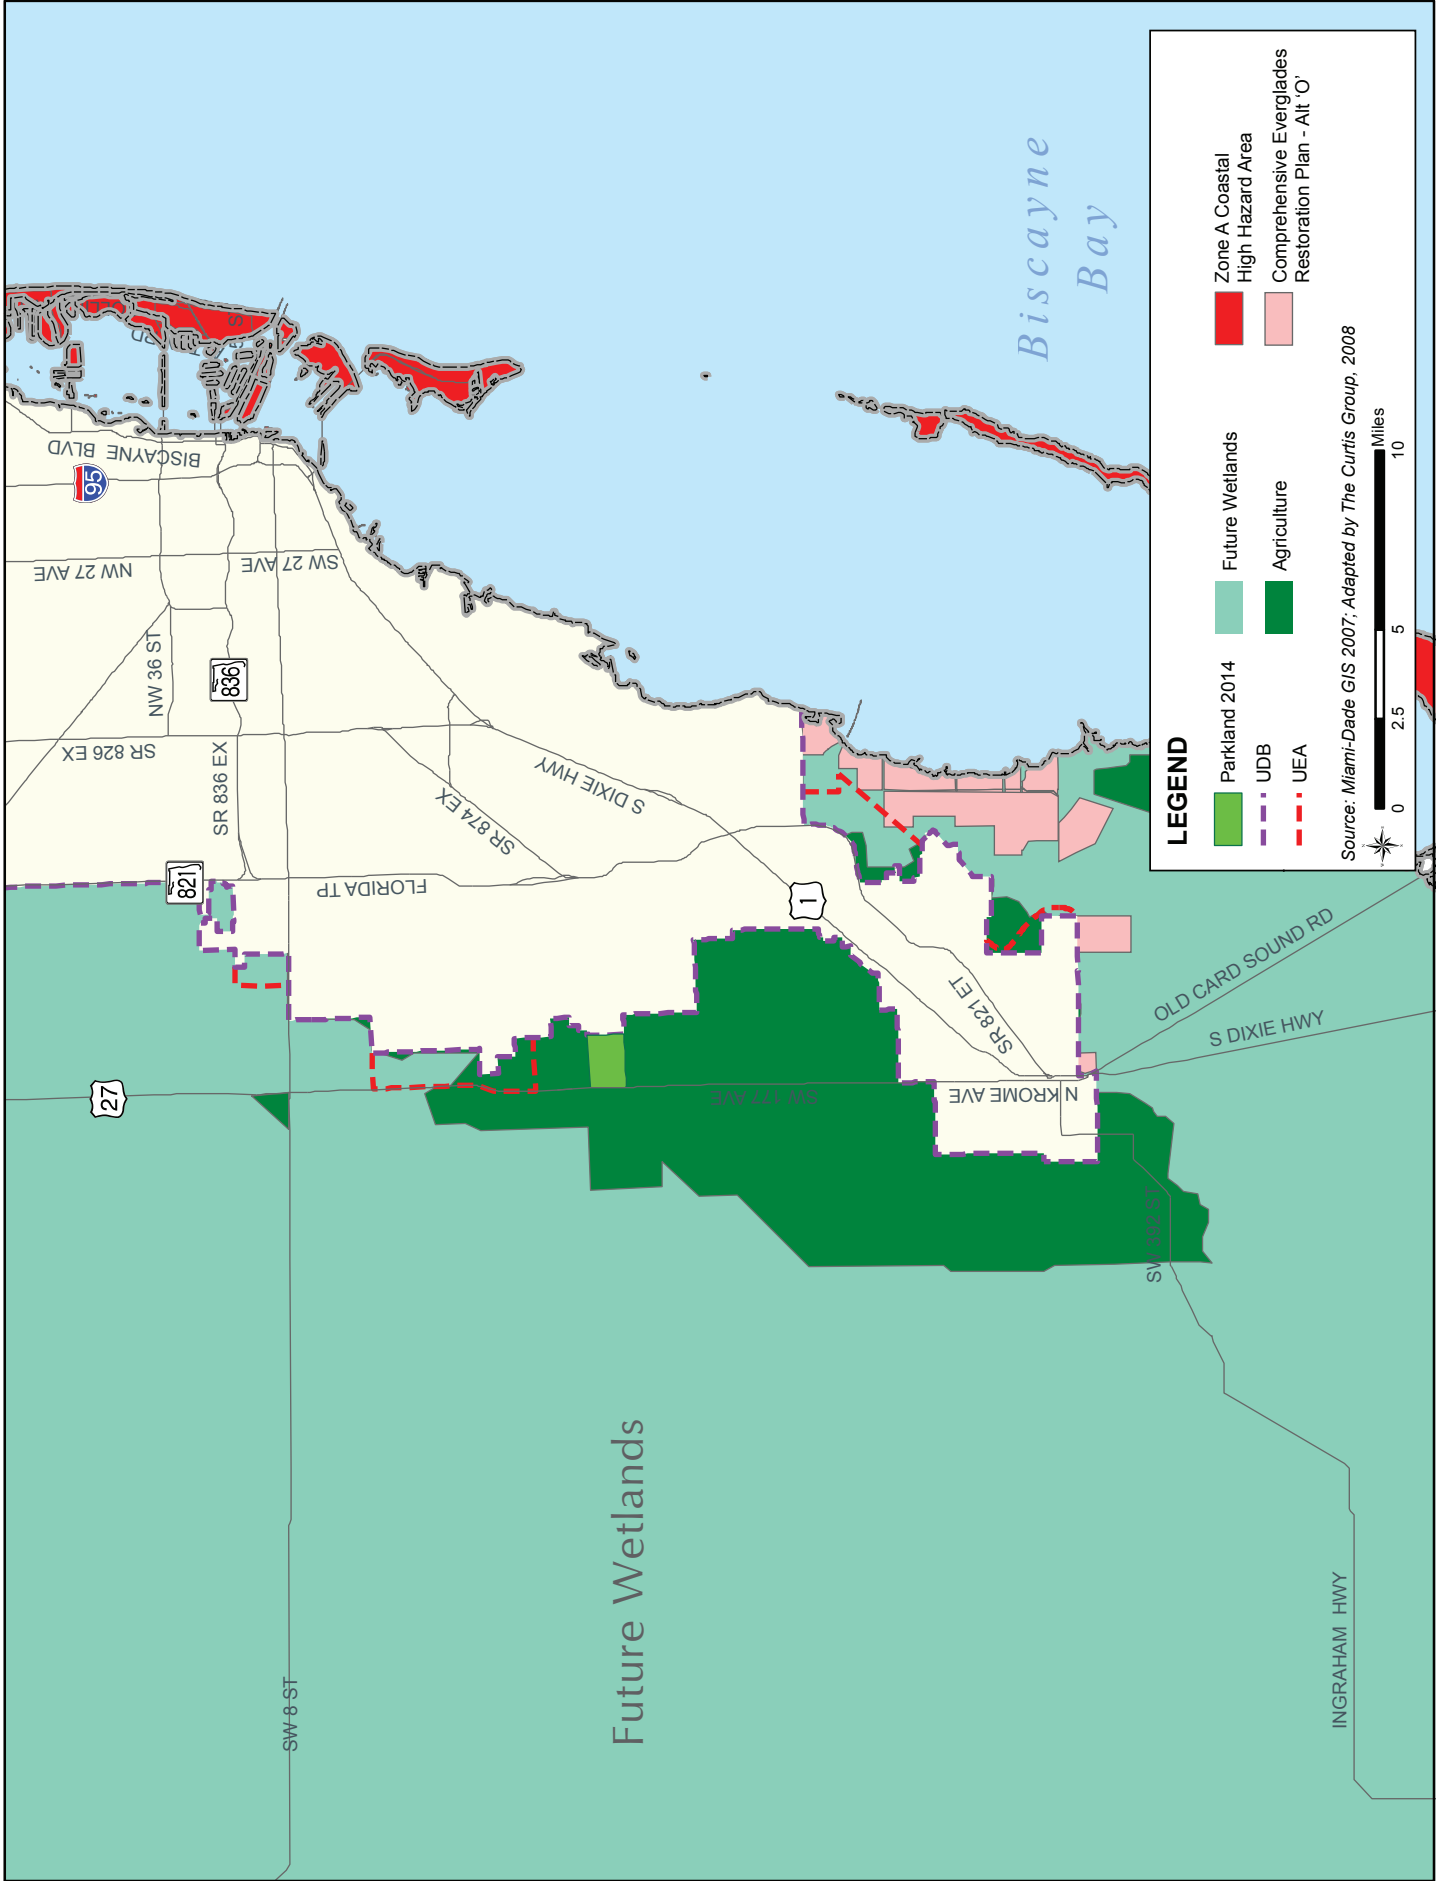 BISCAYNE BLVD
95
NW 27 AVE
SW 27 AVE
NW 36 ST
836
SR 826 EX
SR 836 EX
S DIXIE HWY
SR 874 EX
821
FLORIDA TP
1
SR 821 ET
27
SW 177 AVE
N KROME AVE
OLD CARD SOUND RD
S DIXIE HWY
SW 8 ST
INGRAHAM HWY
Future Wetlands
Biscayne
Bay
LEGEND
Parkland 2014
UDB
UEA
Future Wetlands
Agriculture
Zone A Coastal
High Hazard Area
Comprehensive Everglades
Restoration Plan - Alt 'O'
Source: Miami-Dade GIS 2007; Adapted by The Curtis Group, 2008
0 2.5 5 10
Miles